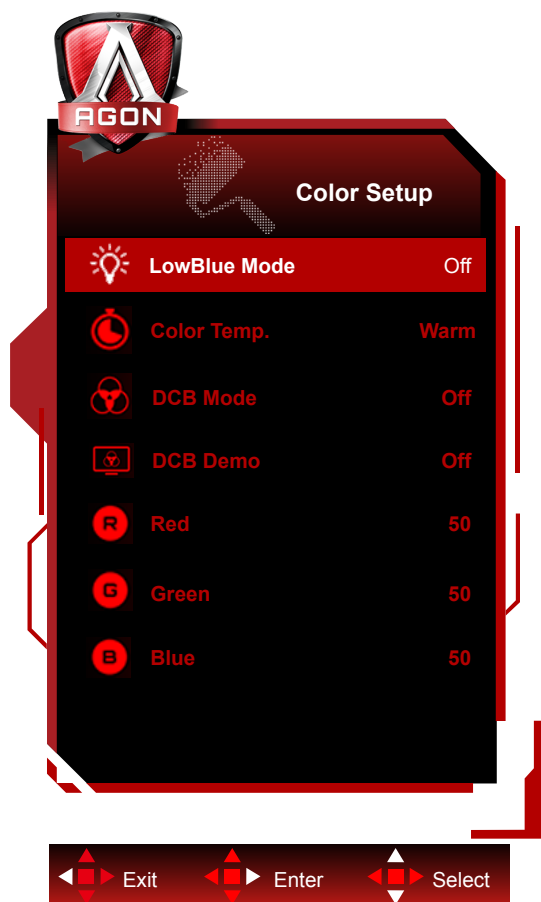 AGON
Color Setup
LowBlue Mode Off
Color Temp. Warm
DCB Mode Off
DCB Demo Off
R Red 50
G Green 50
B Blue 50
Exit Enter Select